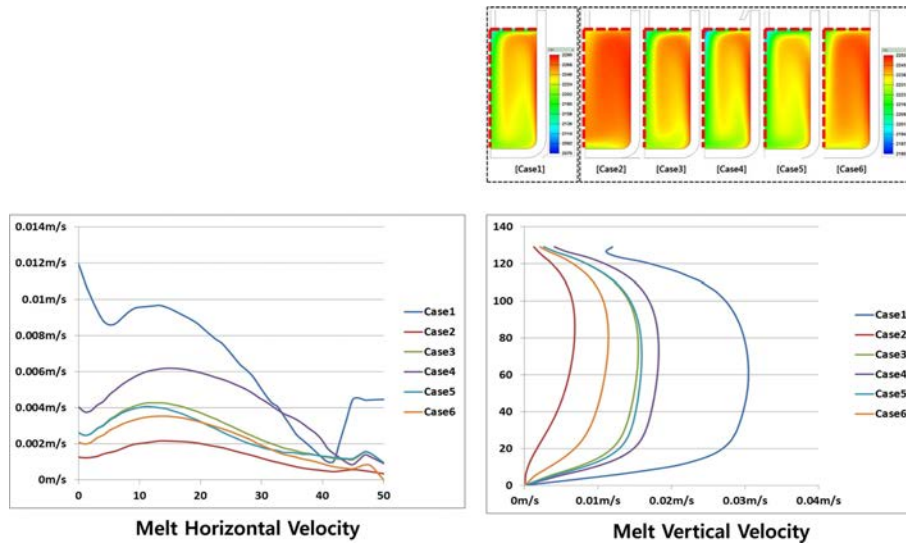 [Case1] [Case2] [Case3] [Case4] [Case5] [Case6]
0.014m/s
0.012m/s
0.01m/s
0.008m/s
0.006m/s
0.004m/s
0.002m/s
0m/s
0 10 20 30 40 50
Case1
Case2
Case3
Case4
Case5
Case6
Melt Horizontal Velocity
140
120
100
80
60
40
20
0
0m/s 0.01m/s 0.02m/s 0.03m/s 0.04m/s
Case1
Case2
Case3
Case4
Case5
Case6
Melt Vertical Velocity